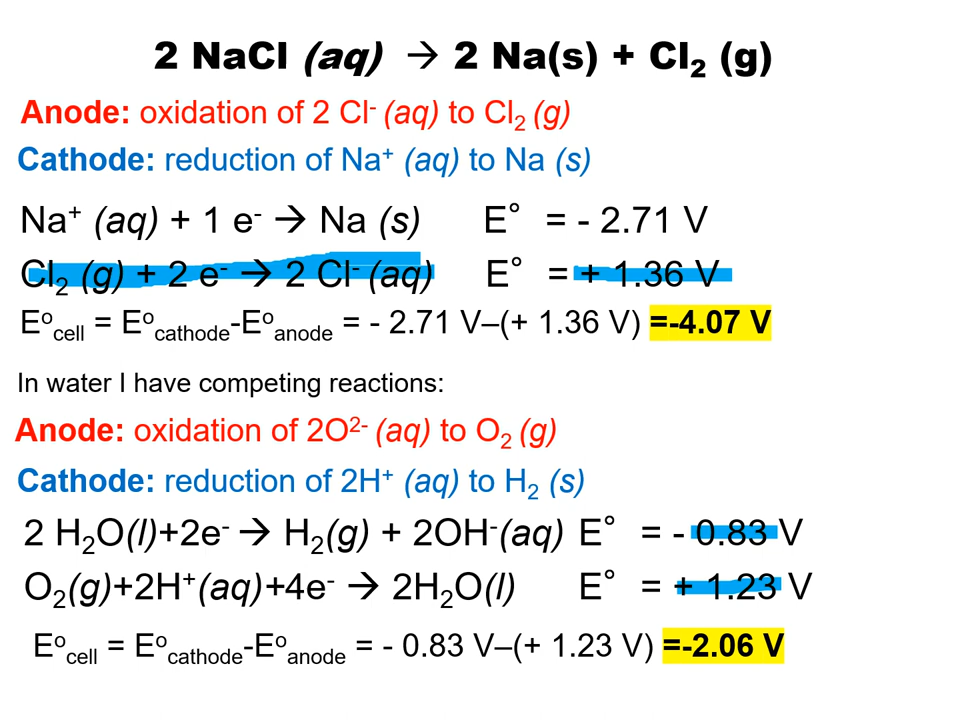 2 NaCl (aq) → 2 Na(s) + Cl₂ (g)
Anode: oxidation of 2 Cl⁻ (aq) to Cl₂ (g)
Cathode: reduction of Na⁺ (aq) to Na (s)
Na⁺ (aq) + 1 e⁻ → Na (s) E° = - 2.71 V
Cl₂ (g) + 2 e⁻ → 2 Cl⁻ (aq) E° = + 1.36 V
E°cell = E°cathode-E°anode = - 2.71 V–(+ 1.36 V) =-4.07 V
In water I have competing reactions:
Anode: oxidation of 2O²⁻ (aq) to O₂ (g)
Cathode: reduction of 2H⁺ (aq) to H₂ (s)
2 H₂O(l)+2e⁻ → H₂(g) + 2OH⁻(aq) E° = - 0.83 V
O₂(g)+2H⁺(aq)+4e⁻ → 2H₂O(l) E° = + 1.23 V
E°cell = E°cathode-E°anode = - 0.83 V–(+ 1.23 V) =-2.06 V